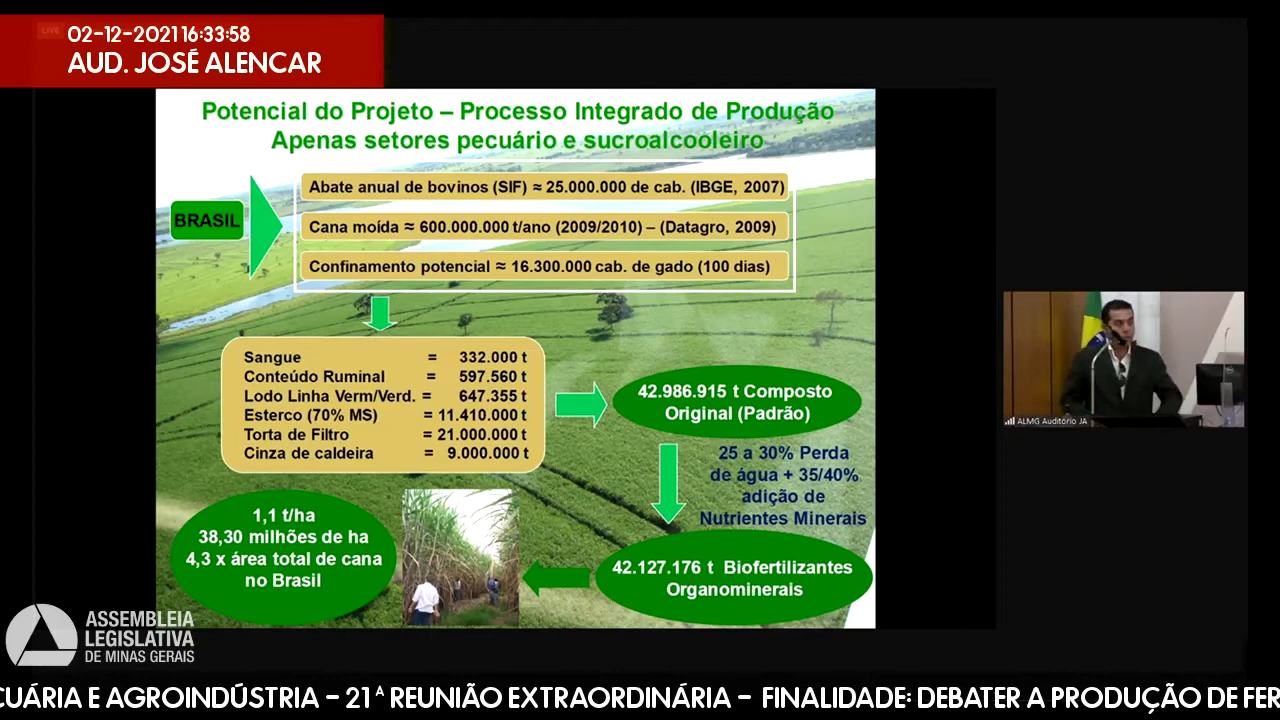 LIVE
02-12-2021 16:33:58
AUD. JOSÉ ALENCAR
Potencial do Projeto – Processo Integrado de Produção
Apenas setores pecuário e sucroalcooleiro
BRASIL
Abate anual de bovinos (SIF) ≈ 25.000.000 de cab. (IBGE, 2007)
Cana moída ≈ 600.000.000 t/ano (2009/2010) – (Datagro, 2009)
Confinamento potencial ≈ 16.300.000 cab. de gado (100 dias)
Sangue = 332.000 t
Conteúdo Ruminal = 597.560 t
Lodo Linha Verm/Verd. = 647.355 t
Esterco (70% MS) = 11.410.000 t
Torta de Filtro = 21.000.000 t
Cinza de caldeira = 9.000.000 t
42.986.915 t Composto
Original (Padrão)
25 a 30% Perda
de água + 35/40%
adição de
Nutrientes Minerais
42.127.176 t Biofertilizantes
Organominerais
1,1 t/ha
38,30 milhões de ha
4,3 x área total de cana
no Brasil
ALMG Auditório JA
ASSEMBLEIA
LEGISLATIVA
DE MINAS GERAIS
CUÁRIA E AGROINDÚSTRIA - 21ª REUNIÃO EXTRAORDINÁRIA - FINALIDADE: DEBATER A PRODUÇÃO DE FER